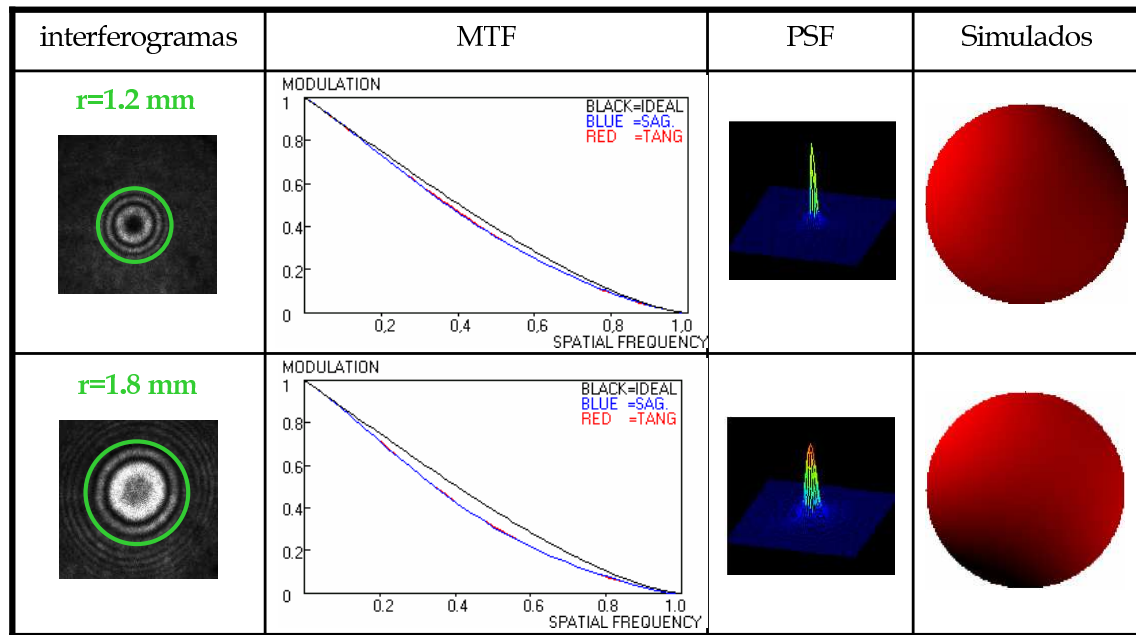 interferogramas
MTF
PSF
Simulados
r=1.2 mm
MODULATION
BLACK=IDEAL
BLUE =SAG.
RED =TANG
1
0.8
0.6
0.4
0.2
0
0,2
0.4
0,6
0,8
1,0
SPATIAL FREQUENCY
r=1.8 mm
MODULATION
BLACK=IDEAL
BLUE =SAG.
RED =TANG
1
0.8
0.6
0.4
0.2
0
0.2
0.4
0.6
0.8
1.0
SPATIAL FREQUENCY